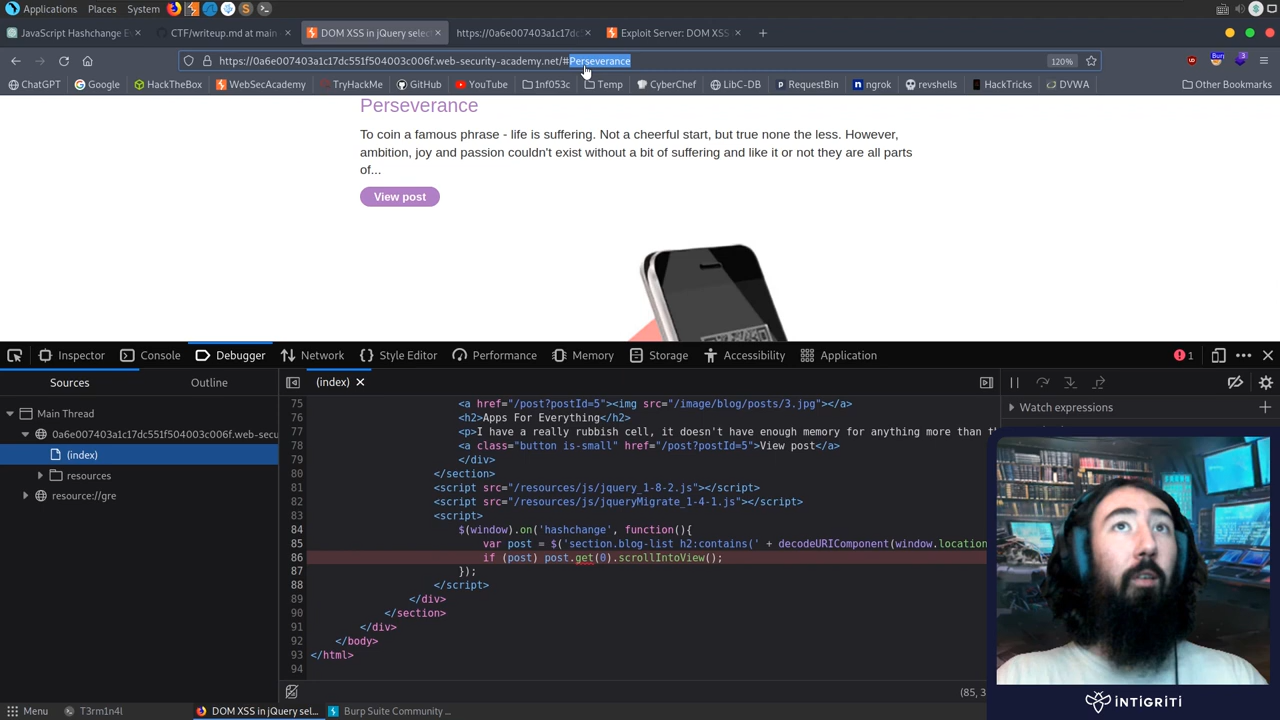 Applications Places System
JavaScript Hashchange E
CTF/writeup.md at main
DOM XSS in jQuery select
https://0a6e007403a1c17dc
Exploit Server: DOM XSS
https://0a6e007403a1c17dc551f504003c006f.web-security-academy.net/#Perseverance
120%
ChatGPT Google HackTheBox WebSecAcademy TryHackMe GitHub YouTube 1nf053c Temp CyberChef LibC-DB RequestBin ngrok revshells HackTricks DVWA Other Bookmarks
Perseverance
To coin a famous phrase - life is suffering. Not a cheerful start, but true none the less. However,
ambition, joy and passion couldn't exist without a bit of suffering and like it or not they are all parts
of...
View post
Inspector Console Debugger Network Style Editor Performance Memory Storage Accessibility Application 1
Sources Outline
(index)
Main Thread
0a6e007403a1c17dc551f504003c006f.web-secu
(index)
resources
resource://gre
75 <a href="/post?postId=5"><img src="/image/blog/posts/3.jpg"></a>
76 <h2>Apps For Everything</h2>
77 <p>I have a really rubbish cell, it doesn't have enough memory for anything more than th
78 <a class="button is-small" href="/post?postId=5">View post</a>
79 </div>
80 </section>
81 <script src="/resources/js/jquery_1-8-2.js"></script>
82 <script src="/resources/js/jqueryMigrate_1-4-1.js"></script>
83 <script>
84 $(window).on('hashchange', function(){
85 var post = $('section.blog-list h2:contains(' + decodeURIComponent(window.location
86 if (post) post.get(0).scrollIntoView();
87 });
88 </script>
89 </div>
90 </section>
91 </div>
92 </body>
93 </html>
94
(85, 3
Watch expressions
INTIGRITI
Menu T3rm1n4l DOM XSS in jQuery sel... Burp Suite Community ...